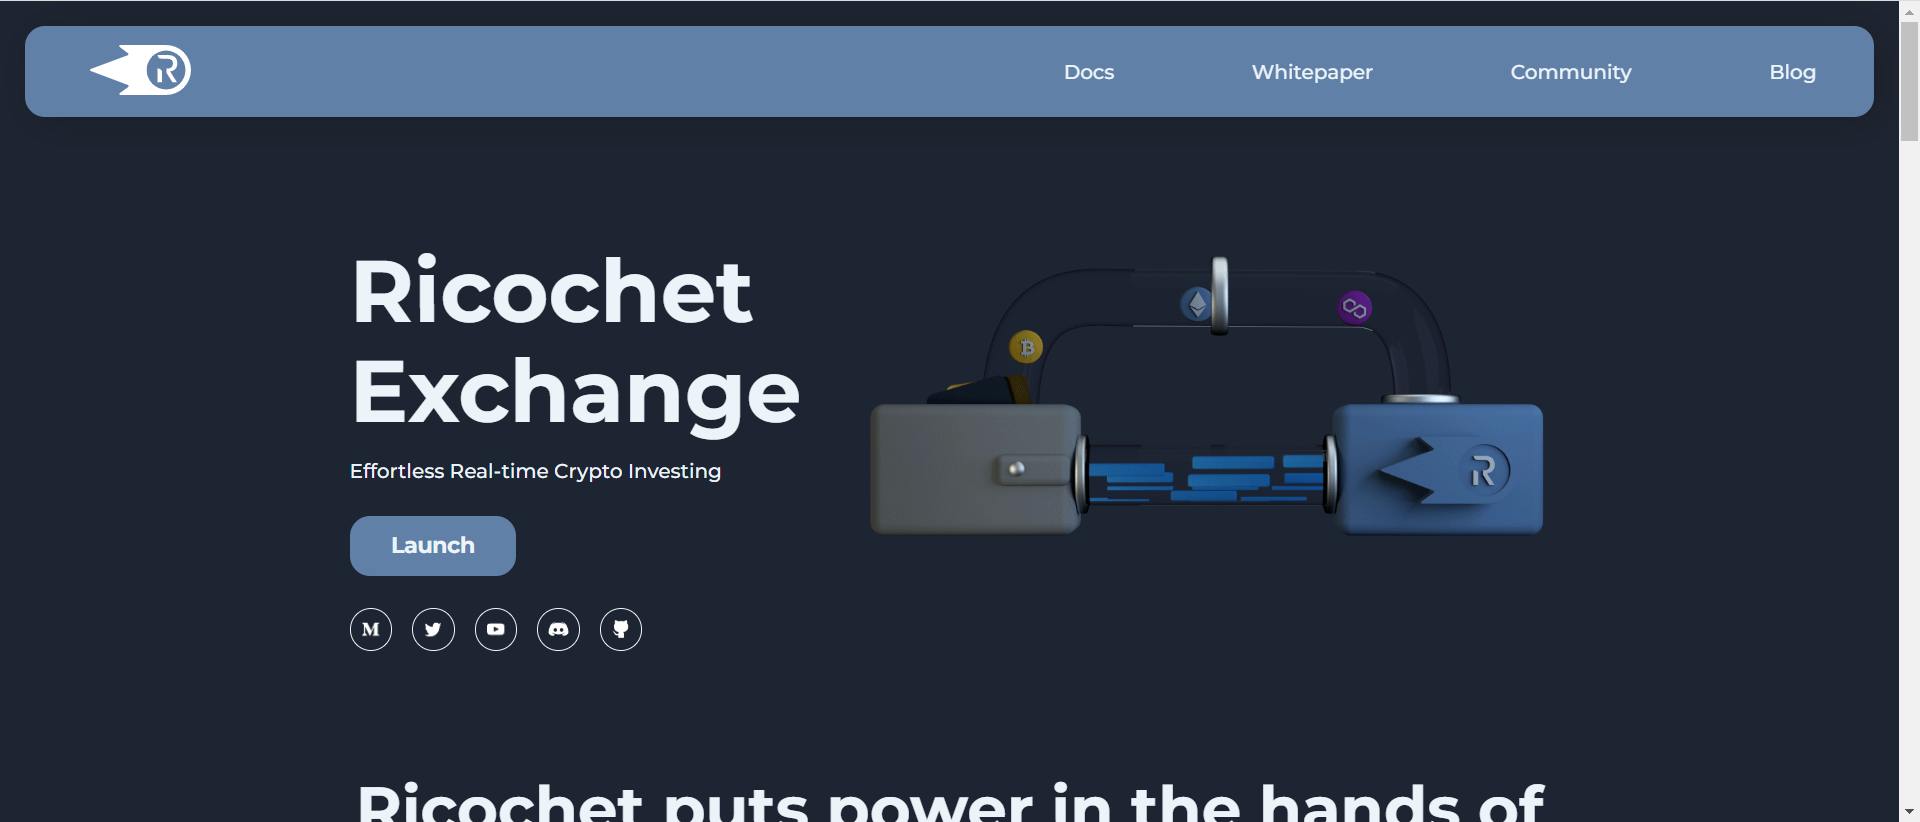 R
Docs
Whitepaper
Community
Blog
Ricochet
Exchange
Effortless Real-time Crypto Investing
Launch
M
B
R
Ricochet puts power in the hands of